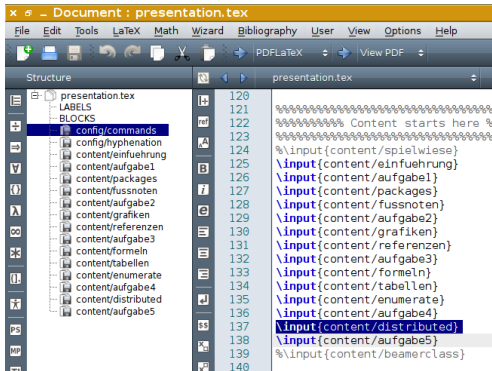 Document : presentation.tex
File Edit Tools LaTeX Math Wizard Bibliography User View Options Help
PDFLaTeX View PDF
Structure presentation.tex
presentation.tex
LABELS
BLOCKS
config/commands
config/hyphenation
content/einfuehrung
content/aufgabe1
content/packages
content/fussnoten
content/aufgabe2
content/grafiken
content/referenzen
content/aufgabe3
content/formeln
content/tabellen
content/enumerate
content/aufgabe4
content/distributed
content/aufgabe5
ref
B
i
e
$$
PS
MP
120
121 %%%%%%%%%%%%%%%%%%%%%%%%%%%%%%
122 %%%%%%%%%% Content starts here %
123 %%%%%%%%%%%%%%%%%%%%%%%%%%%%%%
124 %\input{content/spielwiese}
125 \input{content/einfuehrung}
126 \input{content/aufgabe1}
127 \input{content/packages}
128 \input{content/fussnoten}
129 \input{content/aufgabe2}
130 \input{content/grafiken}
131 \input{content/referenzen}
132 \input{content/aufgabe3}
133 \input{content/formeln}
134 \input{content/tabellen}
135 \input{content/enumerate}
136 \input{content/aufgabe4}
137 \input{content/distributed}
138 \input{content/aufgabe5}
139 %\input{content/beamerclass}
140